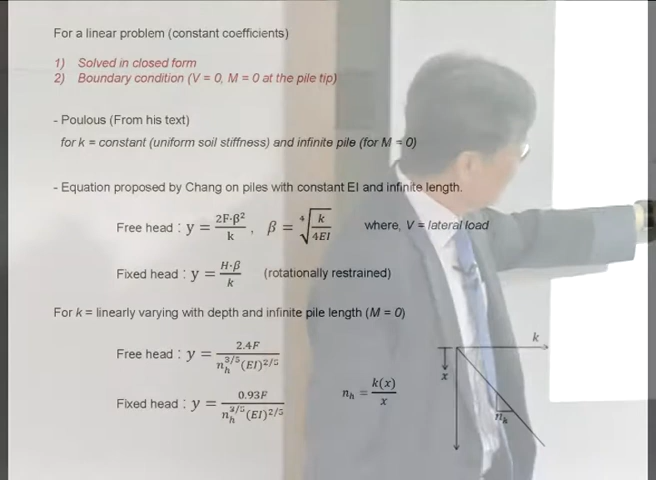 For a linear problem (constant coefficients)
1) Solved in closed form
2) Boundary condition (V = 0, M = 0 at the pile tip)
- Poulous (From his text)
for k = constant (uniform soil stiffness) and infinite pile (for M = 0)
- Equation proposed by Chang on piles with constant EI and infinite length.
Free head : y = 2F·β² / k , β = ⁴√(k / 4EI) where, V = lateral load
Fixed head : y = H·β / k (rotationally restrained)
For k = linearly varying with depth and infinite pile length (M = 0)
Free head : y = 2.4F / n_h^{3/5}(EI)^{2/5}
Fixed head : y = 0.93F / n_h^{3/5}(EI)^{2/5}
n_h = k(x) / x
k
x
n_h